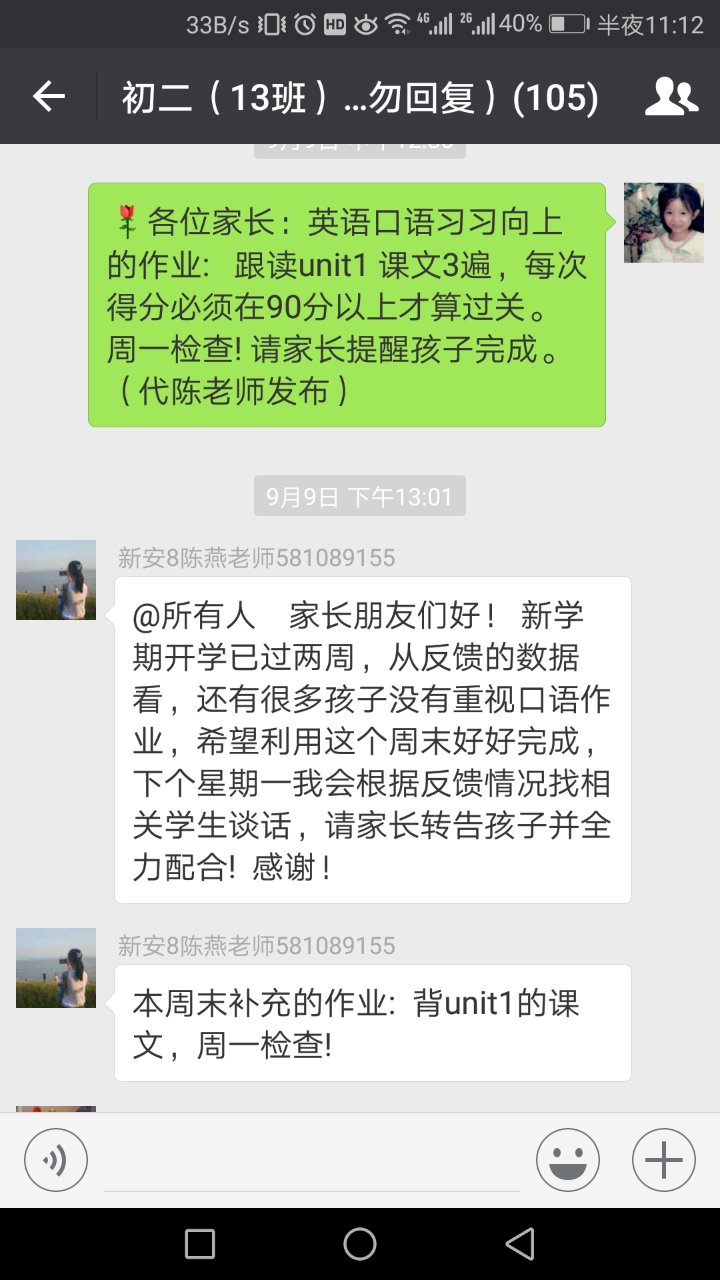 33B/s HD 4G 2G 40% 半夜11:12
初二（13班）...勿回复）(105)
各位家长：英语口语习习向上
的作业： 跟读unit1 课文3遍，每次
得分必须在90分以上才算过关。
周一检查! 请家长提醒孩子完成。
（代陈老师发布）
9月9日 下午13:01
新安8陈燕老师581089155
@所有人 家长朋友们好！ 新学
期开学已过两周，从反馈的数据
看，还有很多孩子没有重视口语作
业，希望利用这个周末好好完成，
下个星期一我会根据反馈情况找相
关学生谈话，请家长转告孩子并全
力配合! 感谢！
新安8陈燕老师581089155
本周末补充的作业：背unit1的课
文，周一检查!